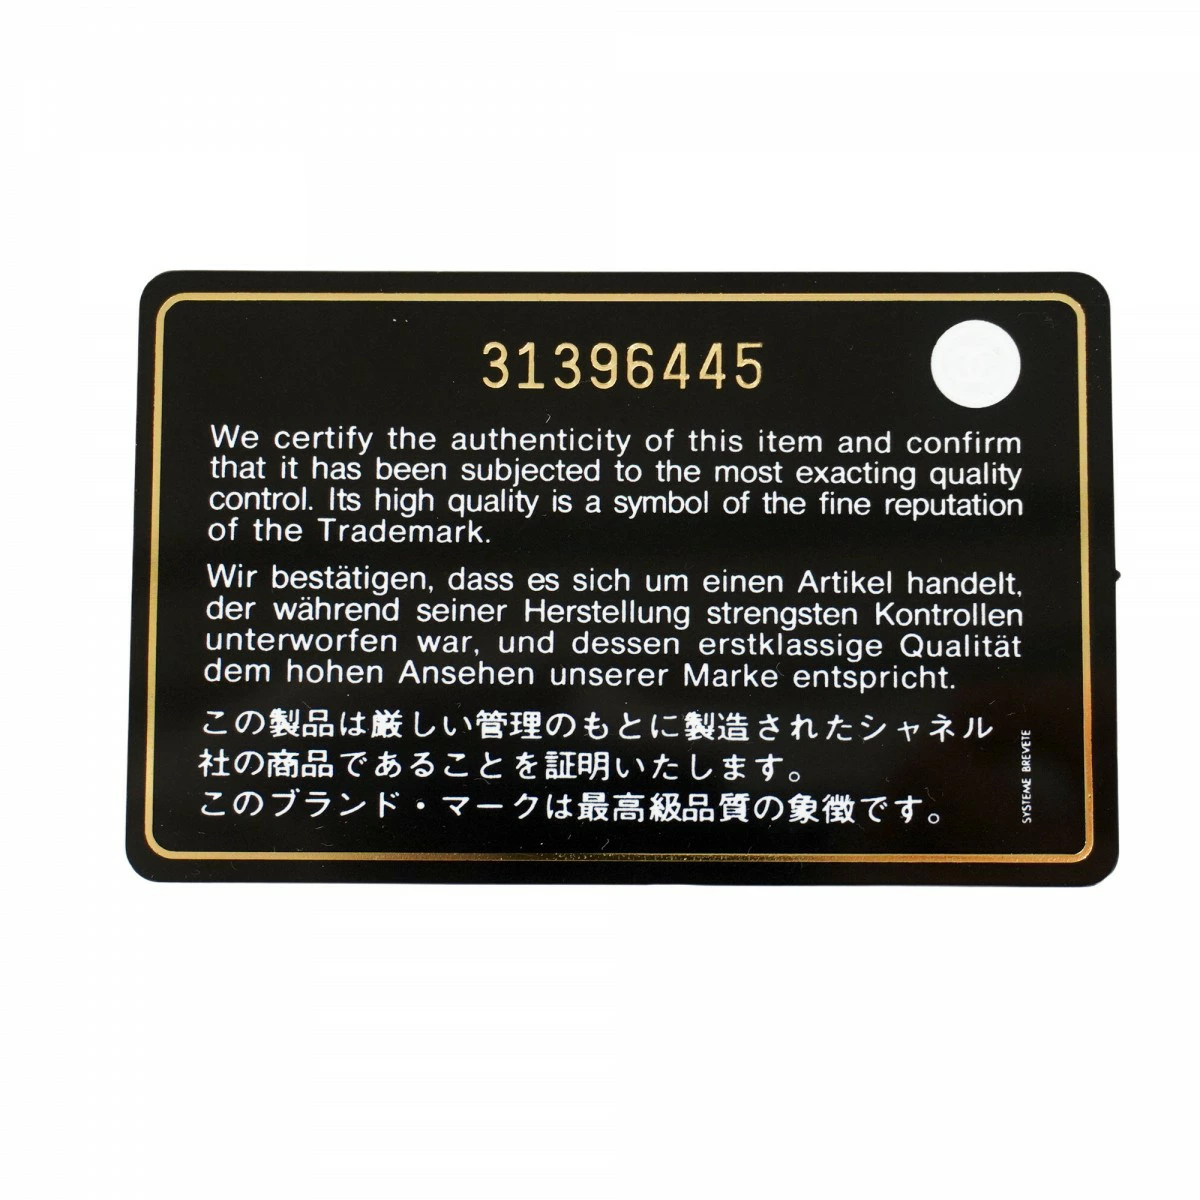 31396445
We certify the authenticity of this item and confirm
that it has been subjected to the most exacting quality
control. Its high quality is a symbol of the fine reputation
of the Trademark.
Wir bestätigen, dass es sich um einen Artikel handelt,
der während seiner Herstellung strengsten Kontrollen
unterworfen war, und dessen erstklassige Qualität
dem hohen Ansehen unserer Marke entspricht.
この製品は厳しい管理のもとに製造されたシャネル
社の商品であることを証明いたします。
このブランド・マークは最高級品質の象徴です。
SYSTEME BREVETE